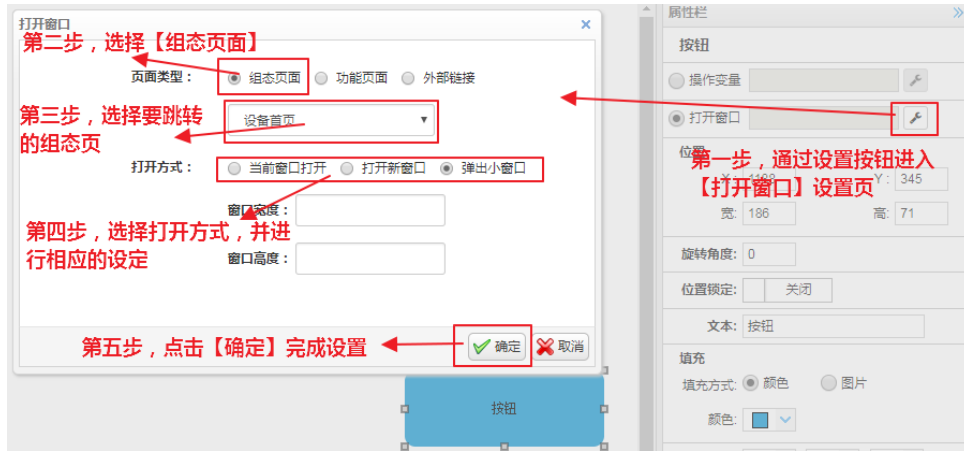 打开窗口
第二步，选择【组态页面】
页面类型： 组态页面 功能页面 外部链接
第三步，选择要跳转
的组态页
设备首页
打开方式： 当前窗口打开 打开新窗口 弹出小窗口
窗口宽度：
第四步，选择打开方式，并进
行相应的设定
窗口高度：
第五步，点击【确定】完成设置
确定 取消
按钮
属性栏
按钮
操作变量
打开窗口
位置
第一步，通过设置按钮进入
【打开窗口】设置页
X: Y: 345
宽: 186 高: 71
旋转角度: 0
位置锁定: 关闭
文本: 按钮
填充
填充方式: 颜色 图片
颜色: